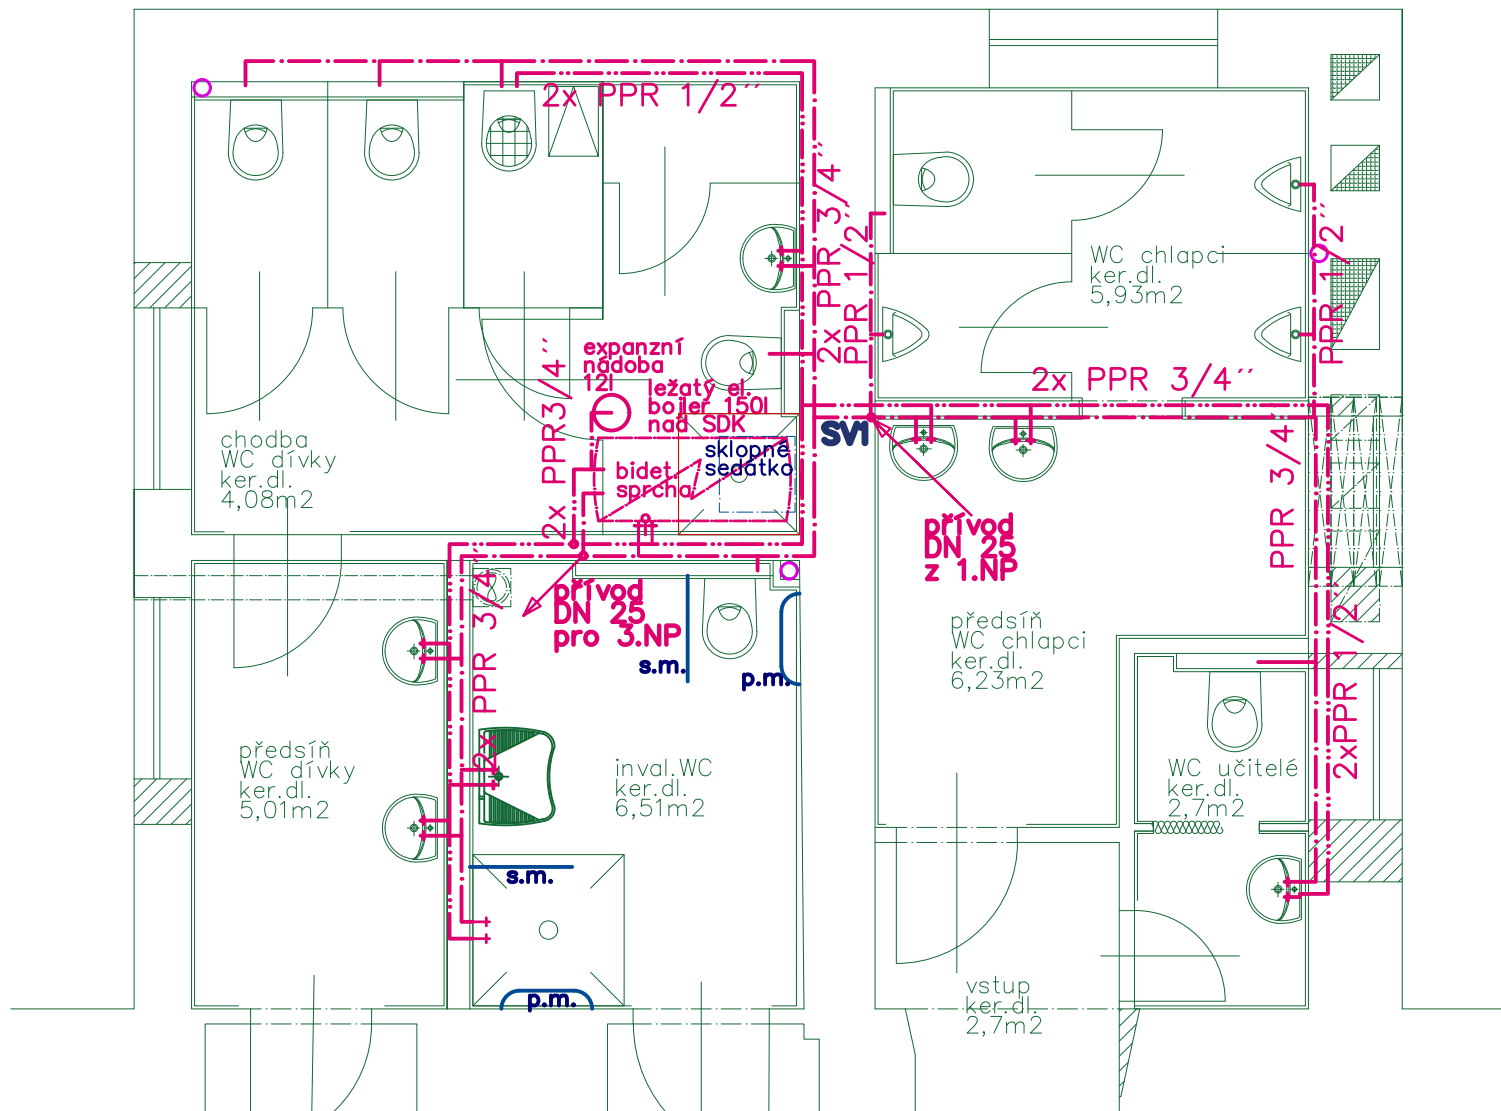 2x PPR 1/2´´
2x PPR 3/4´´
PPR 1/2´´
PPR 1/2´´
WC chlapci
ker.dl.
5,93m2
expanzní
nádoba
12l
ležatý el.
bojler 150l
nad SDK
2x PPR3/4´´
2x PPR 3/4´´
SV1
sklopné
sedátko
bidet.
sprcha
chodba
WC dívky
ker.dl.
4,08m2
PPR 3/4´´
přívod
DN 25
z 1.NP
přívod
DN 25
pro 3.NP
2x PPR 3/4´´
s.m.
p.m.
předsíň
WC chlapci
ker.dl.
6,23m2
2xPPR 1/2´´
předsíň
WC dívky
ker.dl.
5,01m2
inval.WC
ker.dl.
6,51m2
WC učitelé
ker.dl.
2,7m2
s.m.
p.m.
vstup
ker.dl.
2,7m2